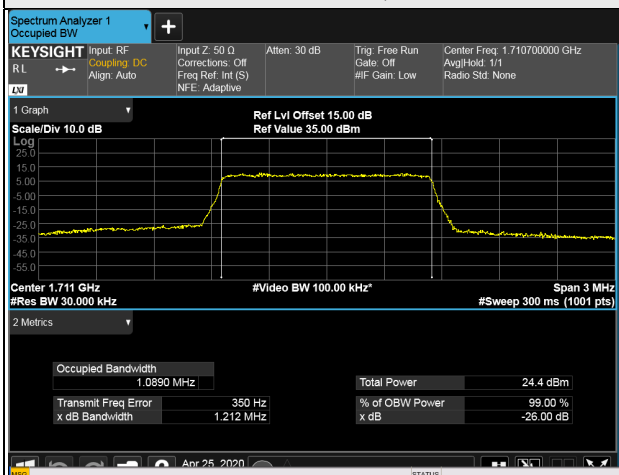 Spectrum Analyzer 1
Occupied BW
+
KEYSIGHT Input: RF Input Z: 50 Ω Atten: 30 dB Trig: Free Run Center Freq: 1.710700000 GHz
RL Coupling: DC Corrections: Off Gate: Off Avg|Hold: 1/1
Align: Auto Freq Ref: Int (S) #IF Gain: Low Radio Std: None
LXI NFE: Adaptive
1 Graph
Ref Lvl Offset 15.00 dB
Scale/Div 10.0 dB Ref Value 35.00 dBm
Log
25.0
15.0
5.00
-5.00
-15.0
-25.0
-35.0
-45.0
-55.0
Center 1.711 GHz #Video BW 100.00 kHz* Span 3 MHz
#Res BW 30.000 kHz #Sweep 300 ms (1001 pts)
2 Metrics
Occupied Bandwidth
1.0890 MHz Total Power 24.4 dBm
Transmit Freq Error 350 Hz % of OBW Power 99.00 %
x dB Bandwidth 1.212 MHz x dB -26.00 dB
Apr 25, 2020
MSG STATUS